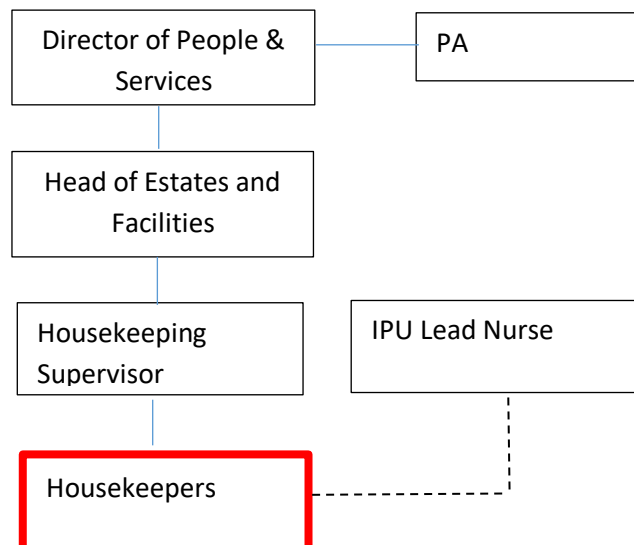 Director of People &
Services
PA
Head of Estates and
Facilities
Housekeeping
Supervisor
IPU Lead Nurse
Housekeepers